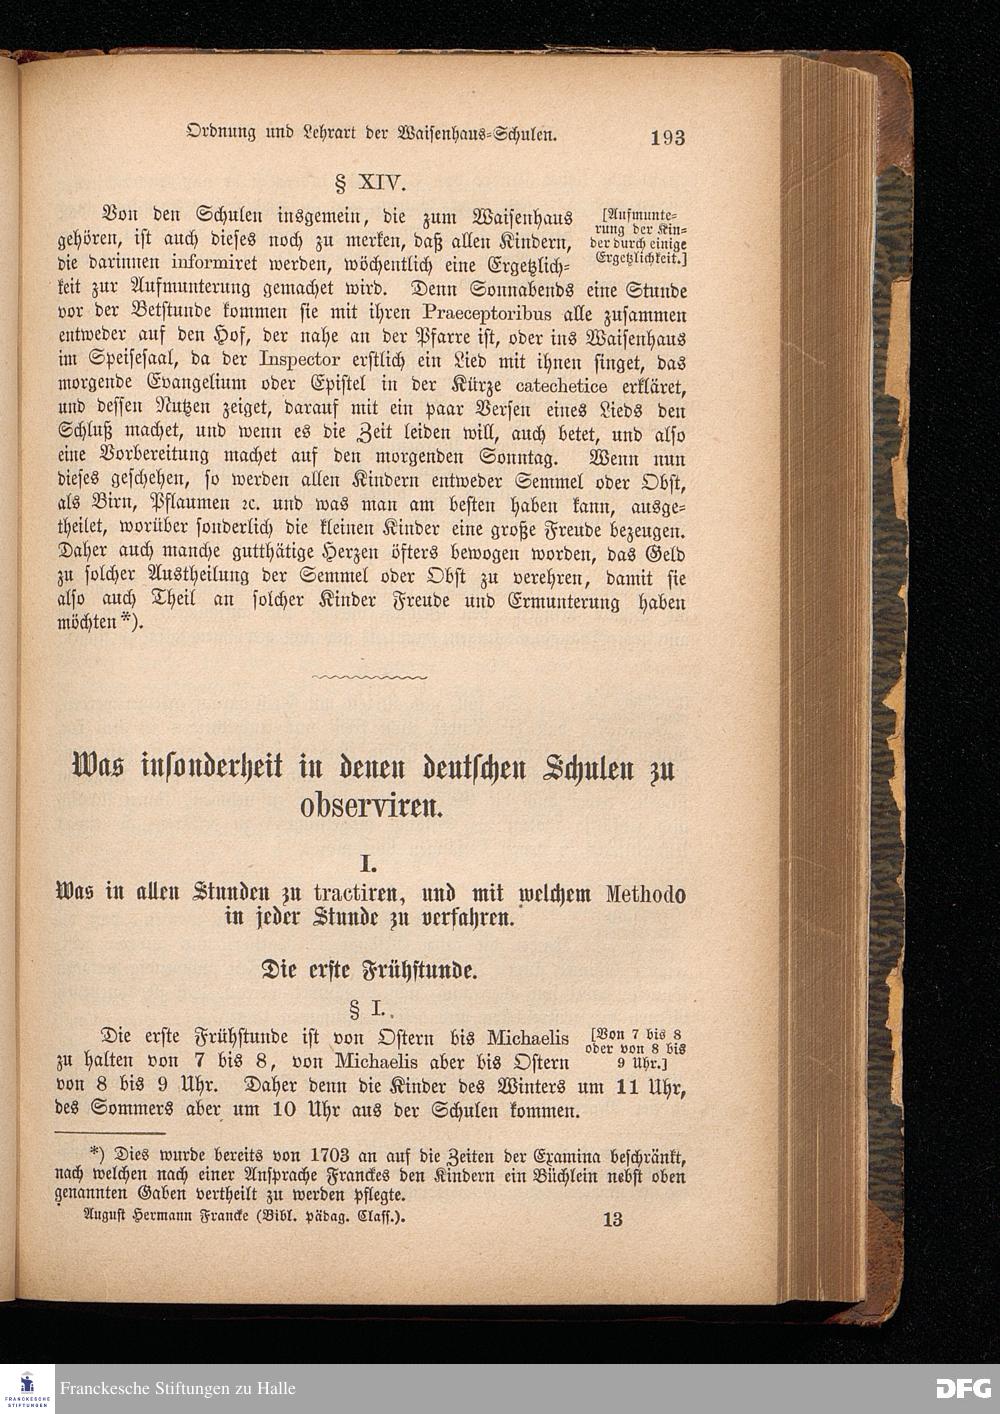 Ordnung und Lehrart der Waisenhaus-Schulen. 193
§ XIV.
Von den Schulen insgemein, die zum Waisenhaus
gehören, ist auch dieses noch zu merken, daß allen Kindern,
die darinnen informiret werden, wöchentlich eine Ergetzlich-
[Aufmunte-
rung der Kin-
der durch einige
Ergetzlichkeit.]
keit zur Aufmunterung gemachet wird. Denn Sonnabends eine Stunde
vor der Betstunde kommen sie mit ihren Praeceptoribus alle zusammen
entweder auf den Hof, der nahe an der Pfarre ist, oder ins Waisenhaus
im Speisesaal, da der Inspector erstlich ein Lied mit ihnen singet, das
morgende Evangelium oder Epistel in der Kürze catechetice erkläret,
und dessen Nutzen zeiget, darauf mit ein paar Versen eines Lieds den
Schluß machet, und wenn es die Zeit leiden will, auch betet, und also
eine Vorbereitung machet auf den morgenden Sonntag. Wenn nun
dieses geschehen, so werden allen Kindern entweder Semmel oder Obst,
als Birn, Pflaumen ꝛc. und was man am besten haben kann, ausge-
theilet, worüber sonderlich die kleinen Kinder eine große Freude bezeugen.
Daher auch manche gutthätige Herzen öfters bewogen worden, das Geld
zu solcher Austheilung der Semmel oder Obst zu verehren, damit sie
also auch Theil an solcher Kinder Freude und Ermunterung haben
möchten*).
Was insonderheit in denen deutschen Schulen zu
observiren.
I.
Was in allen Stunden zu tractiren, und mit welchem Methodo
in jeder Stunde zu verfahren.
Die erste Frühstunde.
§ I.
Die erste Frühstunde ist von Ostern bis Michaelis
zu halten von 7 bis 8, von Michaelis aber bis Ostern
[Von 7 bis 8
oder von 8 bis
9 Uhr.]
von 8 bis 9 Uhr. Daher denn die Kinder des Winters um 11 Uhr,
des Sommers aber um 10 Uhr aus der Schulen kommen.
*) Dies wurde bereits von 1703 an auf die Zeiten der Examina beschränkt,
nach welchen nach einer Ansprache Franckes den Kindern ein Büchlein nebst oben
genannten Gaben vertheilt zu werden pflegte.
August Hermann Francke (Bibl. pädag. Class.). 13
FRANCKESCHE
STIFTUNGEN
Franckesche Stiftungen zu Halle
DFG